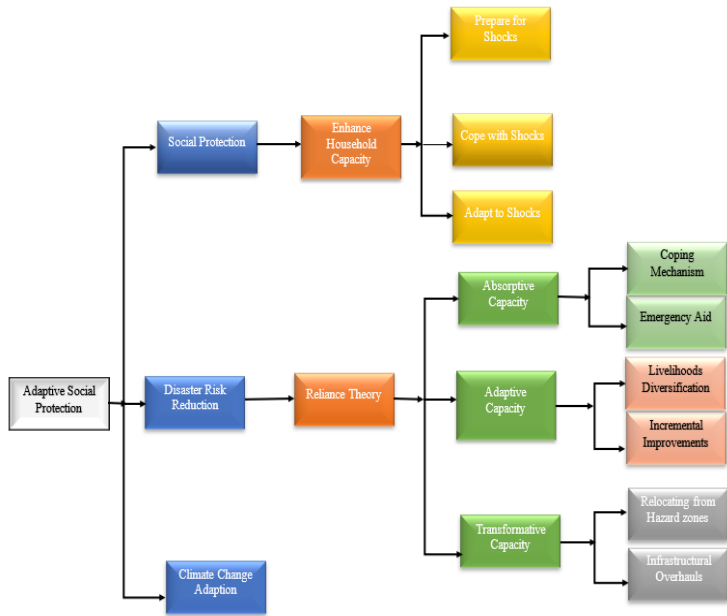 Prepare for
Shocks
Social Protection
Enhance
Household
Capacity
Cope with Shocks
Adapt to Shocks
Adaptive Social
Protection
Disaster Risk
Reduction
Reliance Theory
Absorptive
Capacity
Coping
Mechanism
Emergency Aid
Adaptive
Capacity
Livelihoods
Diversification
Incremental
Improvements
Transformative
Capacity
Relocating from
Hazard zones
Infrastructural
Overhauls
Climate Change
Adaption